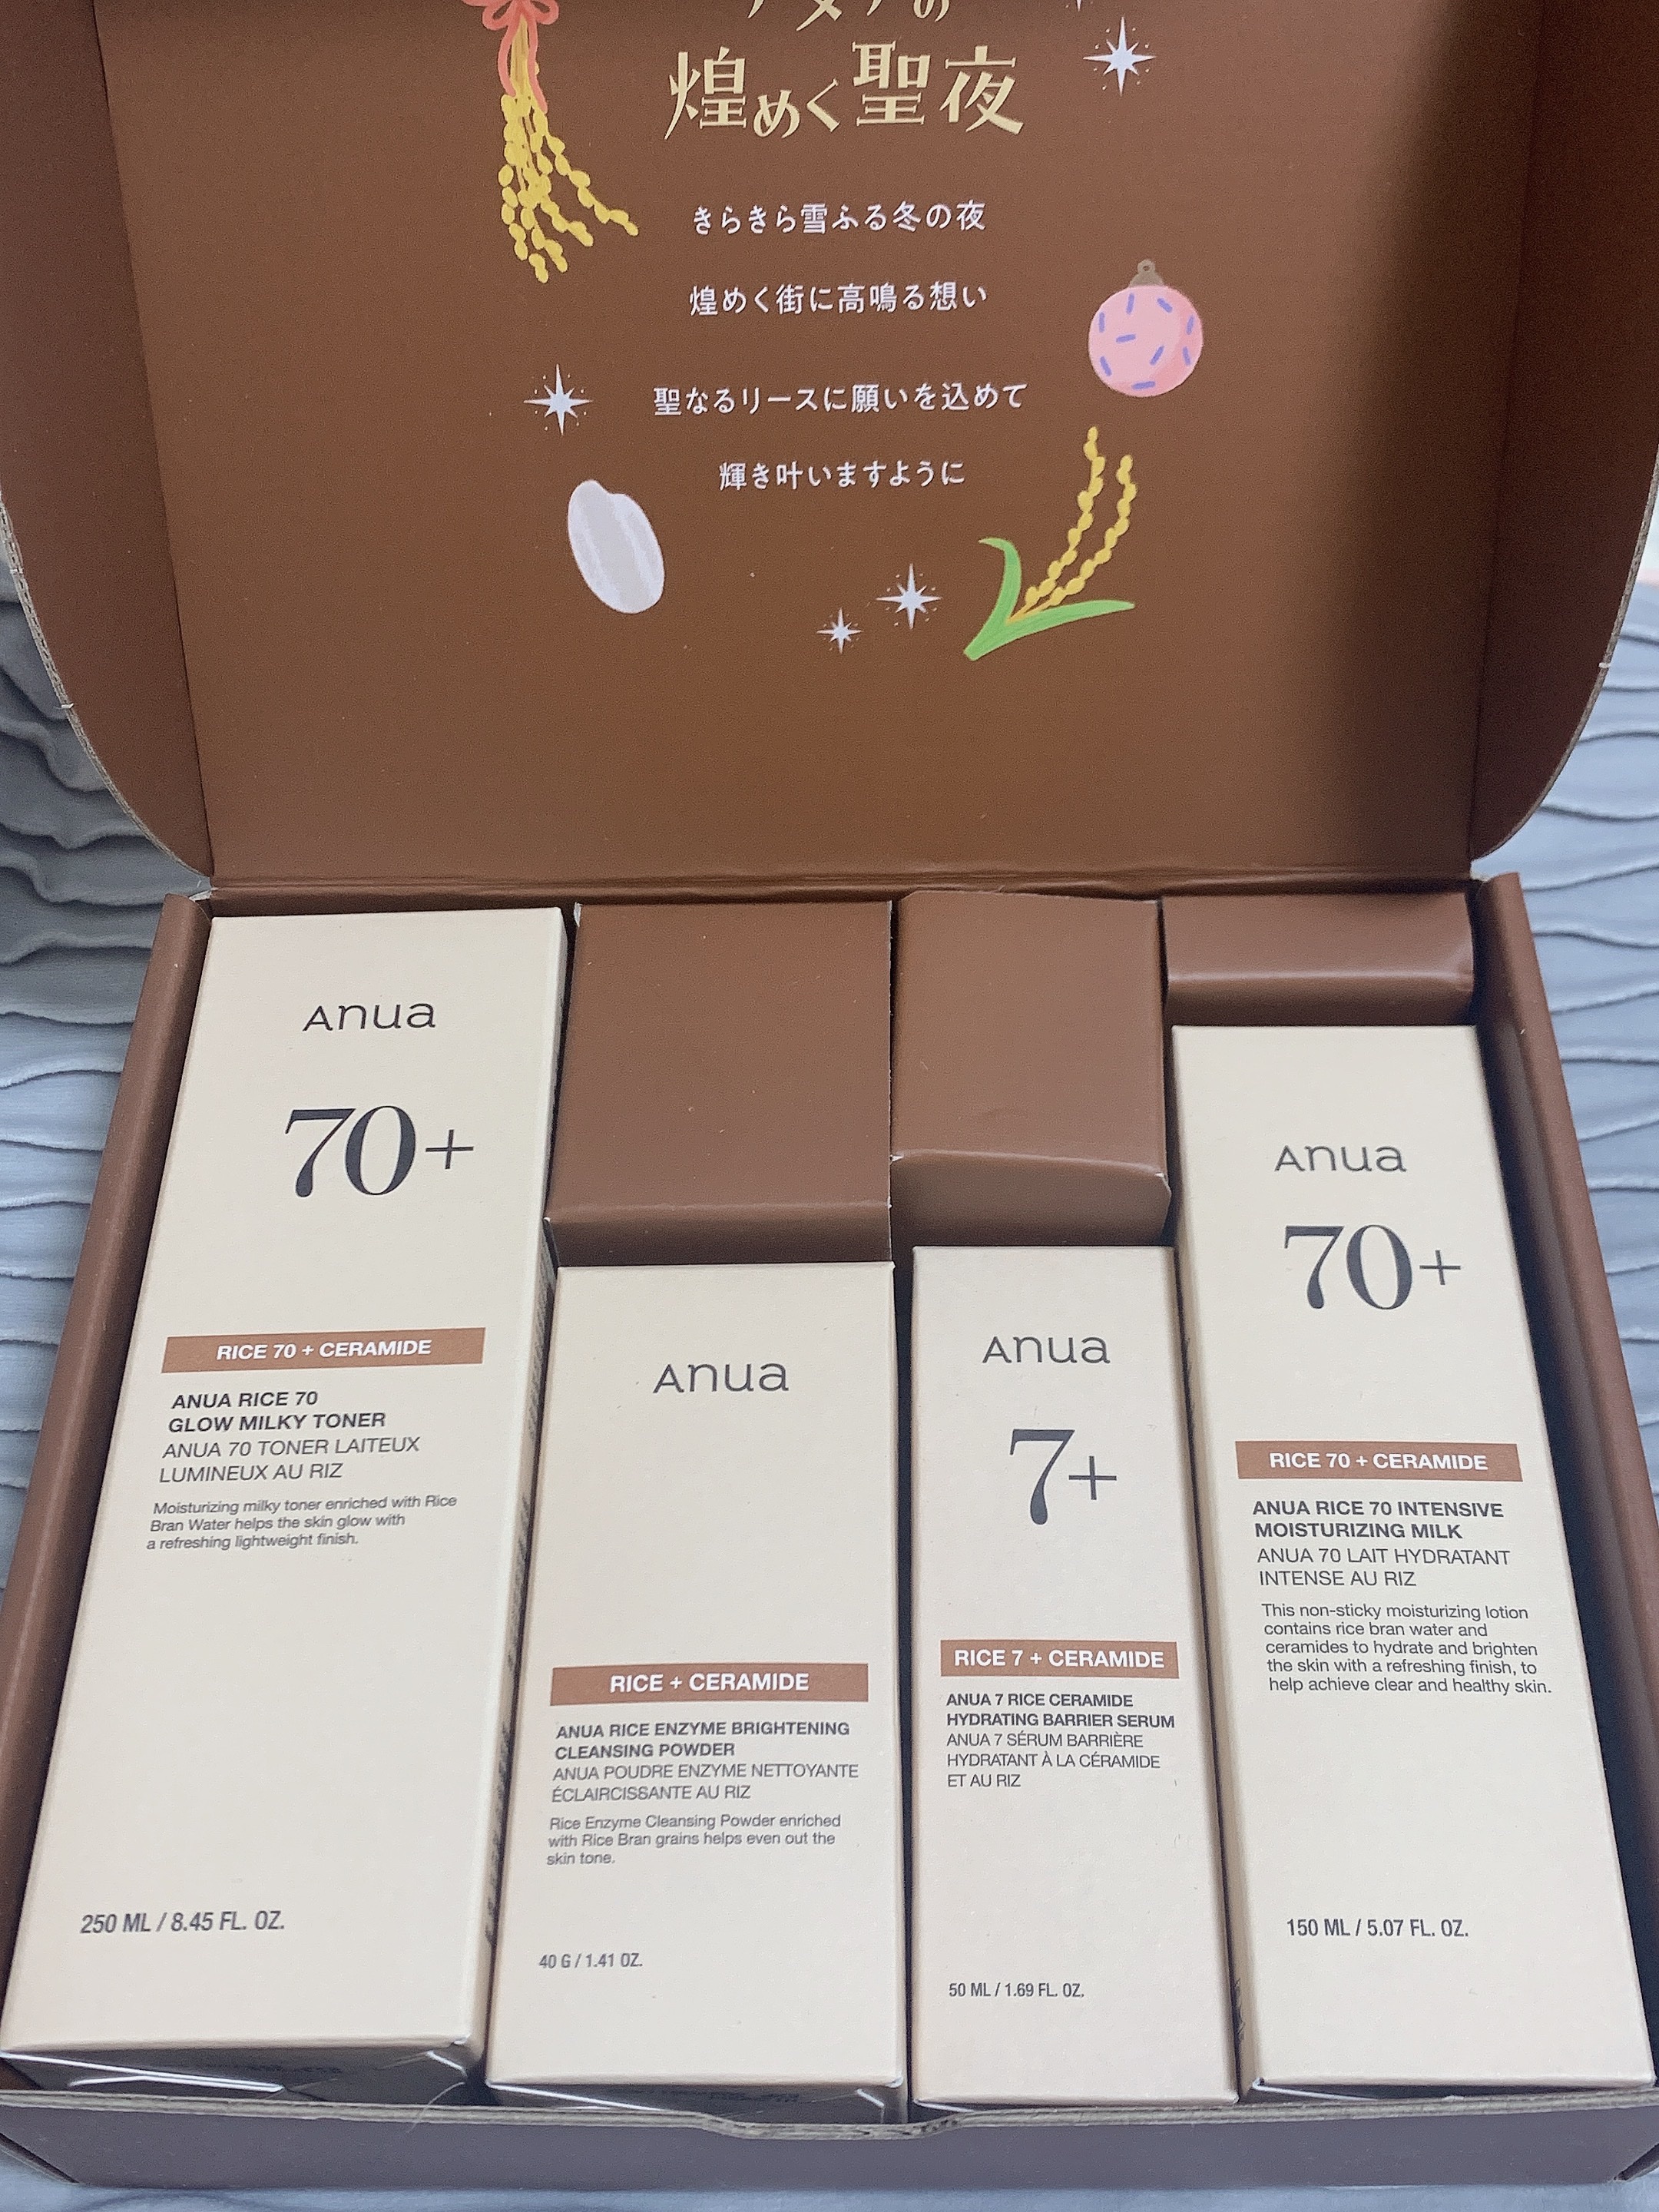 アヌアの
煌めく聖夜
きらきら雪ふる冬の夜
煌めく街に高鳴る想い
聖なるリースに願いを込めて
輝き叶いますように
Anua
70+
RICE 70 + CERAMIDE
ANUA RICE 70
GLOW MILKY TONER
ANUA 70 TONER LAITEUX
LUMINEUX AU RIZ
Moisturizing milky toner enriched with Rice
Bran Water helps the skin glow with
a refreshing lightweight finish.
250 ML / 8.45 FL. OZ.
Anua
RICE + CERAMIDE
ANUA RICE ENZYME BRIGHTENING
CLEANSING POWDER
ANUA POUDRE ENZYME NETTOYANTE
ÉCLAIRCISSANTE AU RIZ
Rice Enzyme Cleansing Powder enriched
with Rice Bran grains helps even out the
skin tone.
40 G / 1.41 OZ.
Anua
7+
RICE 7 + CERAMIDE
ANUA 7 RICE CERAMIDE
HYDRATING BARRIER SERUM
ANUA 7 SÉRUM BARRIÈRE
HYDRATANT À LA CÉRAMIDE
ET AU RIZ
50 ML / 1.69 FL. OZ.
Anua
70+
RICE 70 + CERAMIDE
ANUA RICE 70 INTENSIVE
MOISTURIZING MILK
ANUA 70 LAIT HYDRATANT
INTENSE AU RIZ
This non-sticky moisturizing lotion
contains rice bran water and
ceramides to hydrate and brighten
the skin with a refreshing finish, to
help achieve clear and healthy skin.
150 ML / 5.07 FL. OZ.